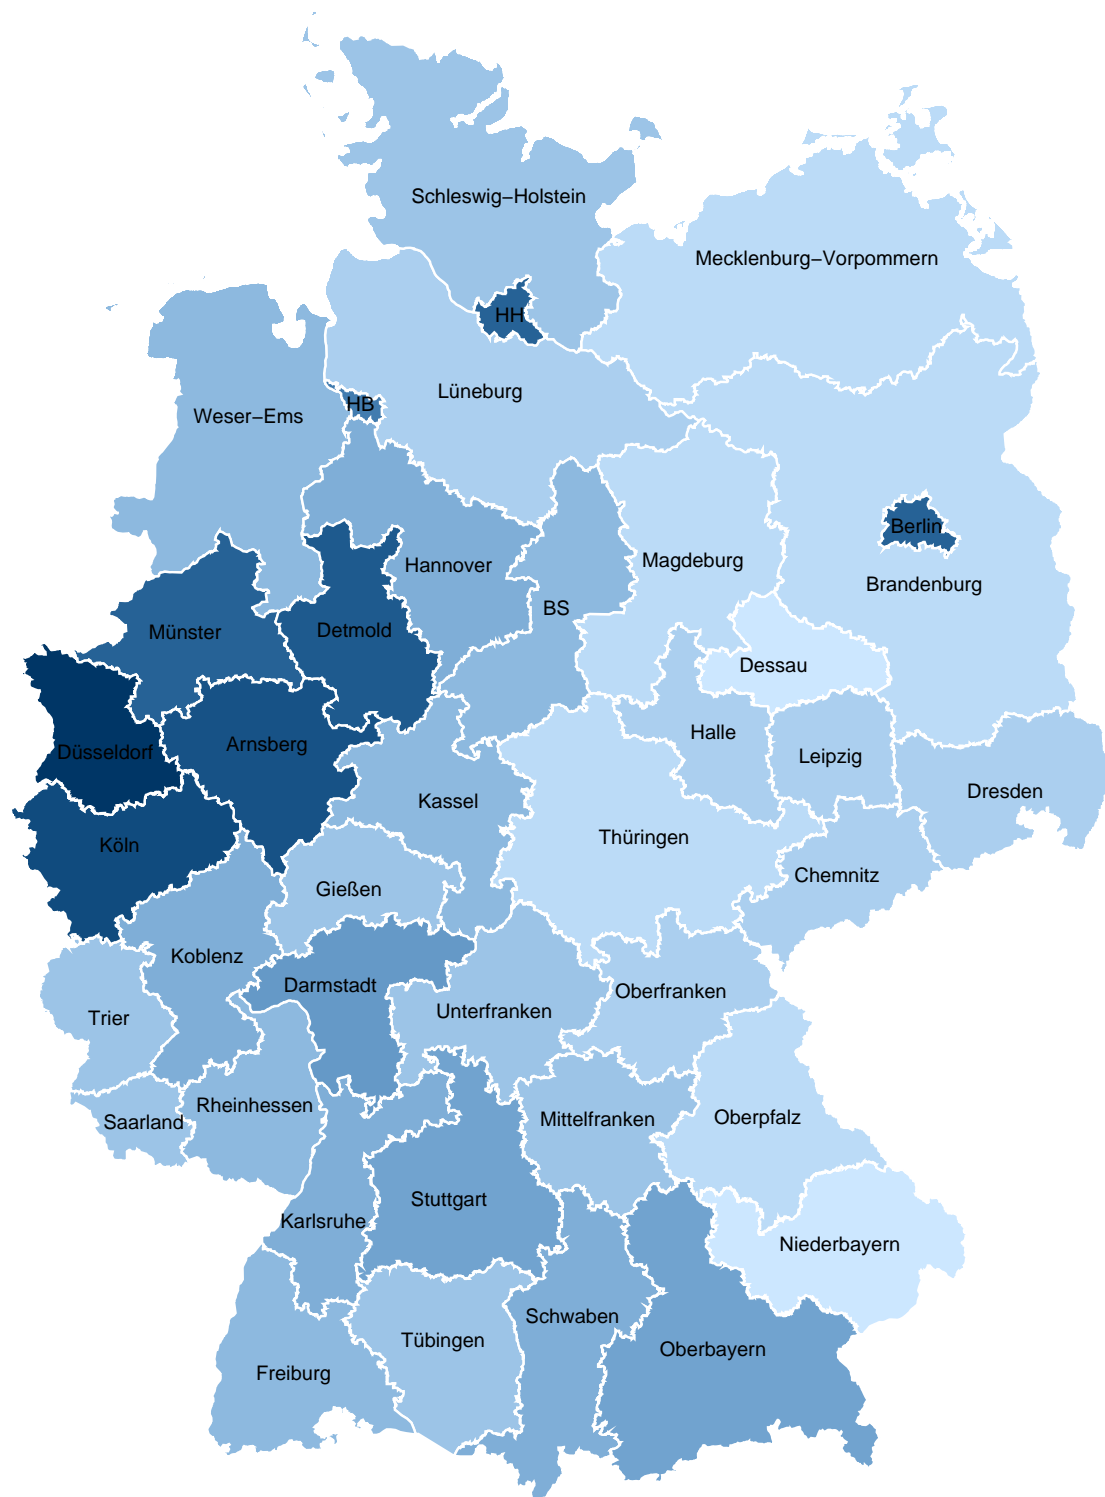 Schleswig–Holstein
Mecklenburg–Vorpommern
HH
Lüneburg
HB
Weser–Ems
Berlin
Magdeburg
Hannover
Brandenburg
BS
Detmold
Münster
Dessau
Halle
Arnsberg
Düsseldorf
Leipzig
Dresden
Kassel
Thüringen
Köln
Chemnitz
Gießen
Koblenz
Darmstadt
Oberfranken
Unterfranken
Trier
Rheinhessen
Oberpfalz
Mittelfranken
Saarland
Stuttgart
Karlsruhe
Niederbayern
Schwaben
Tübingen
Oberbayern
Freiburg